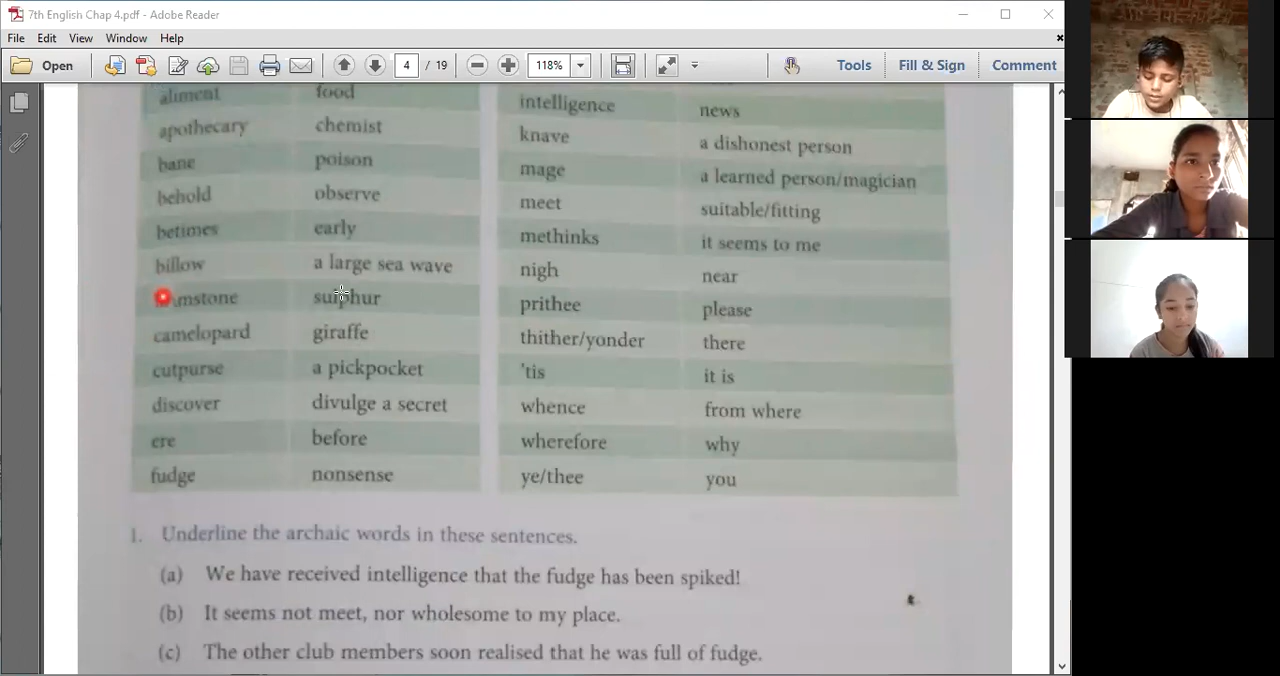 7th English Chap 4.pdf - Adobe Reader
File Edit View Window Help
Open 4 / 19 118% Tools Fill & Sign Comment
aliment food
apothecary chemist
bane poison
behold observe
betimes early
billow a large sea wave
mstone sulphur
camelopard giraffe
cutpurse a pickpocket
discover divulge a secret
ere before
fudge nonsense
intelligence news
knave a dishonest person
mage a learned person/magician
meet suitable/fitting
methinks it seems to me
nigh near
prithee please
thither/yonder there
'tis it is
whence from where
wherefore why
ye/thee you
1. Underline the archaic words in these sentences.
(a) We have received intelligence that the fudge has been spiked!
(b) It seems not meet, nor wholesome to my place.
(c) The other club members soon realised that he was full of fudge.